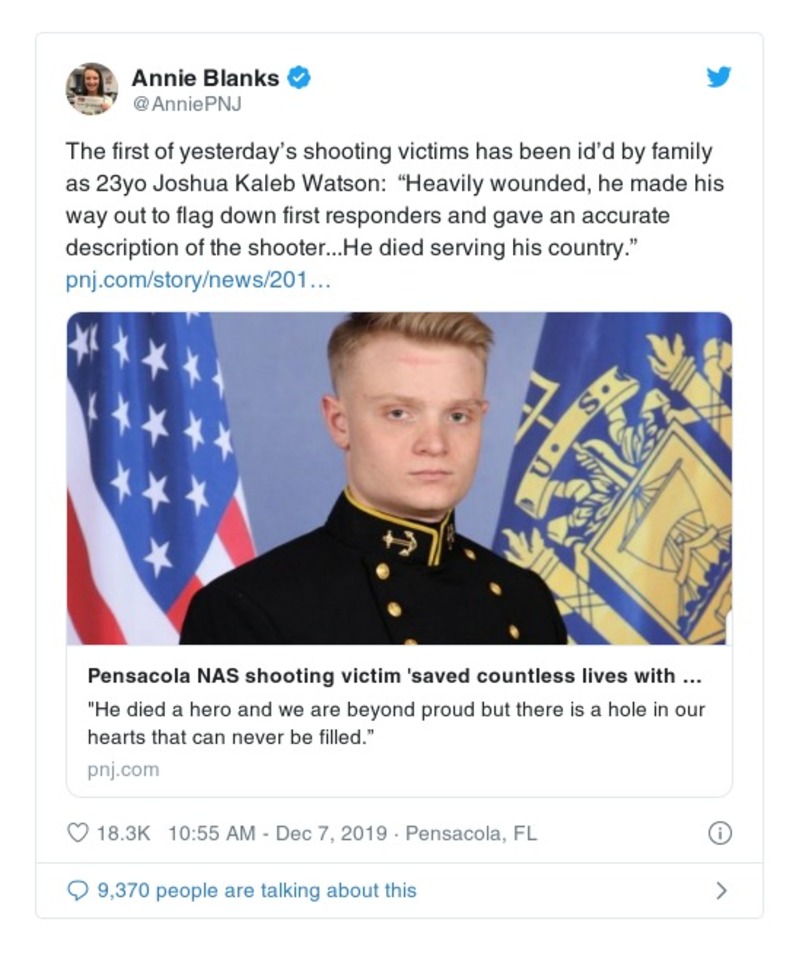 Annie Blanks
@AnniePNJ
The first of yesterday’s shooting victims has been id’d by family
as 23yo Joshua Kaleb Watson:  “Heavily wounded, he made his
way out to flag down first responders and gave an accurate
description of the shooter...He died serving his country.”
pnj.com/story/news/201…
U.S.
Pensacola NAS shooting victim 'saved countless lives with ...
"He died a hero and we are beyond proud but there is a hole in our
hearts that can never be filled.”
pnj.com
18.3K 10:55 AM - Dec 7, 2019 · Pensacola, FL
9,370 people are talking about this